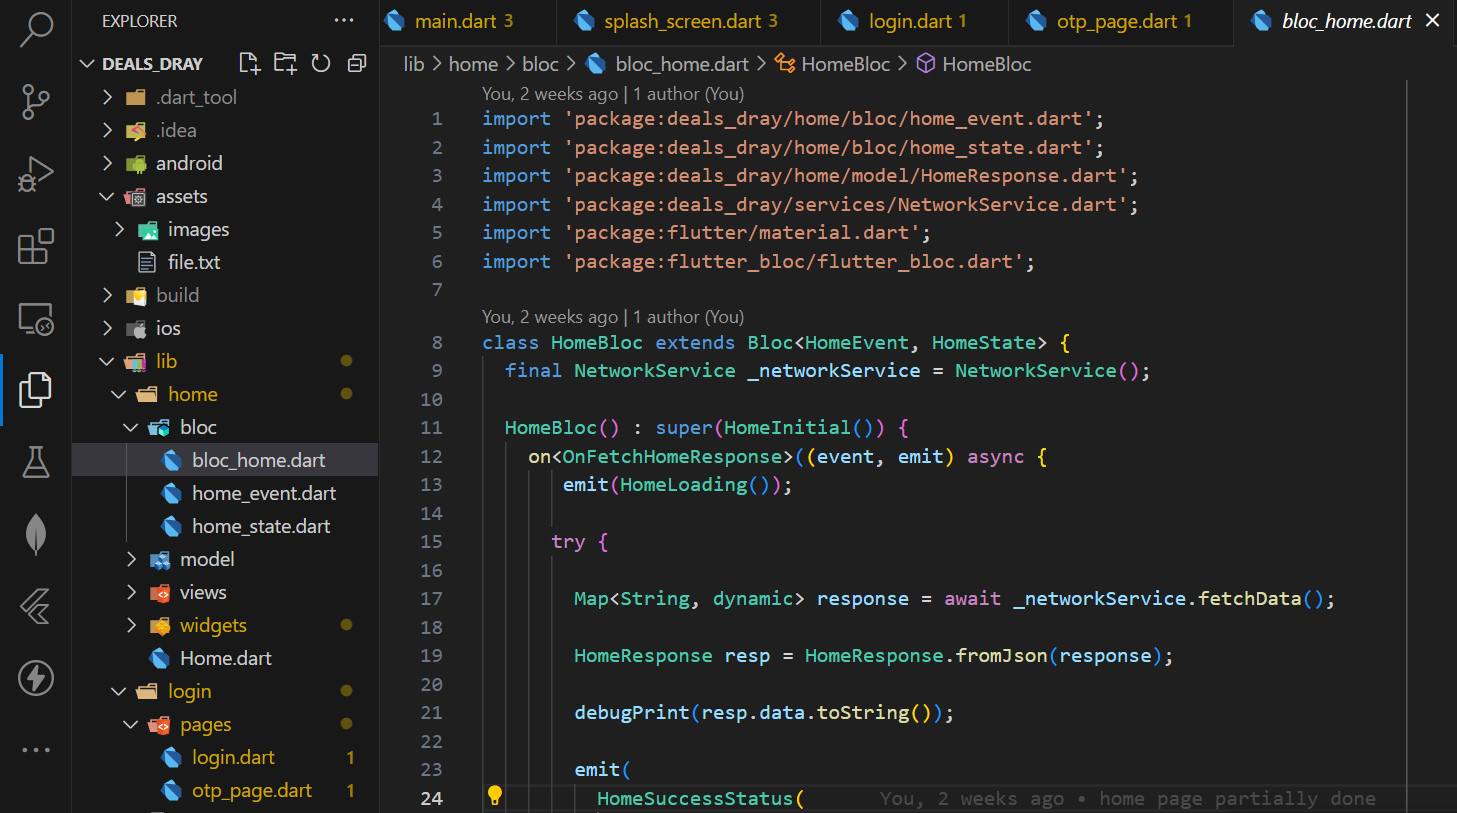 EXPLORER
DEALS_DRAY
.dart_tool
.idea
android
assets
images
file.txt
build
ios
lib
home
bloc
bloc_home.dart
home_event.dart
home_state.dart
model
views
widgets
Home.dart
login
pages
login.dart 1
otp_page.dart 1
main.dart 3 splash_screen.dart 3 login.dart 1 otp_page.dart 1 bloc_home.dart
lib > home > bloc > bloc_home.dart > HomeBloc > HomeBloc
You, 2 weeks ago | 1 author (You)
1 import 'package:deals_dray/home/bloc/home_event.dart';
2 import 'package:deals_dray/home/bloc/home_state.dart';
3 import 'package:deals_dray/home/model/HomeResponse.dart';
4 import 'package:deals_dray/services/NetworkService.dart';
5 import 'package:flutter/material.dart';
6 import 'package:flutter_bloc/flutter_bloc.dart';
7
You, 2 weeks ago | 1 author (You)
8 class HomeBloc extends Bloc<HomeEvent, HomeState> {
9 final NetworkService _networkService = NetworkService();
10
11 HomeBloc() : super(HomeInitial()) {
12 on<OnFetchHomeResponse>((event, emit) async {
13 emit(HomeLoading());
14
15 try {
16
17 Map<String, dynamic> response = await _networkService.fetchData();
18
19 HomeResponse resp = HomeResponse.fromJson(response);
20
21 debugPrint(resp.data.toString());
22
23 emit(
24 HomeSuccessStatus( You, 2 weeks ago • home page partially done